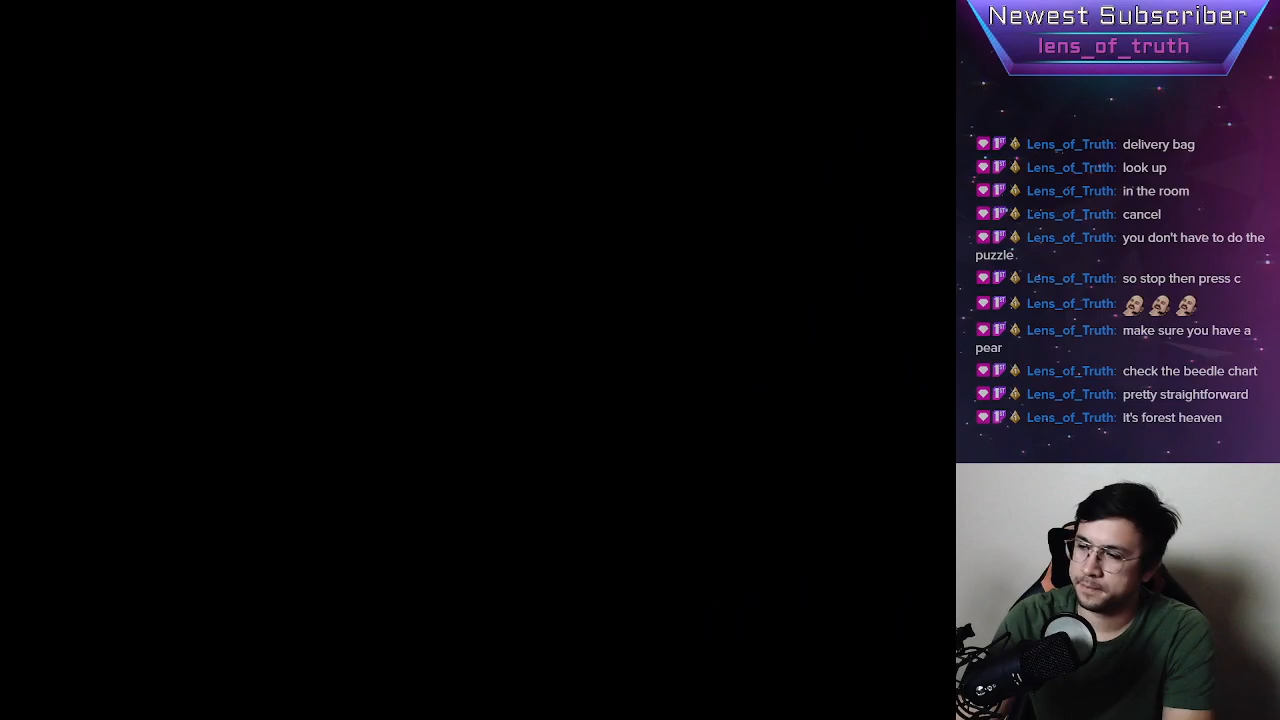 Newest Subscriber
lens_of_truth
Lens_of_Truth: delivery bag
Lens_of_Truth: look up
Lens_of_Truth: in the room
Lens_of_Truth: cancel
Lens_of_Truth: you don't have to do the
puzzle
Lens_of_Truth: so stop then press c
Lens_of_Truth:
Lens_of_Truth: make sure you have a
pear
Lens_of_Truth: check the beedle chart
Lens_of_Truth: pretty straightforward
Lens_of_Truth: It's forest heaven